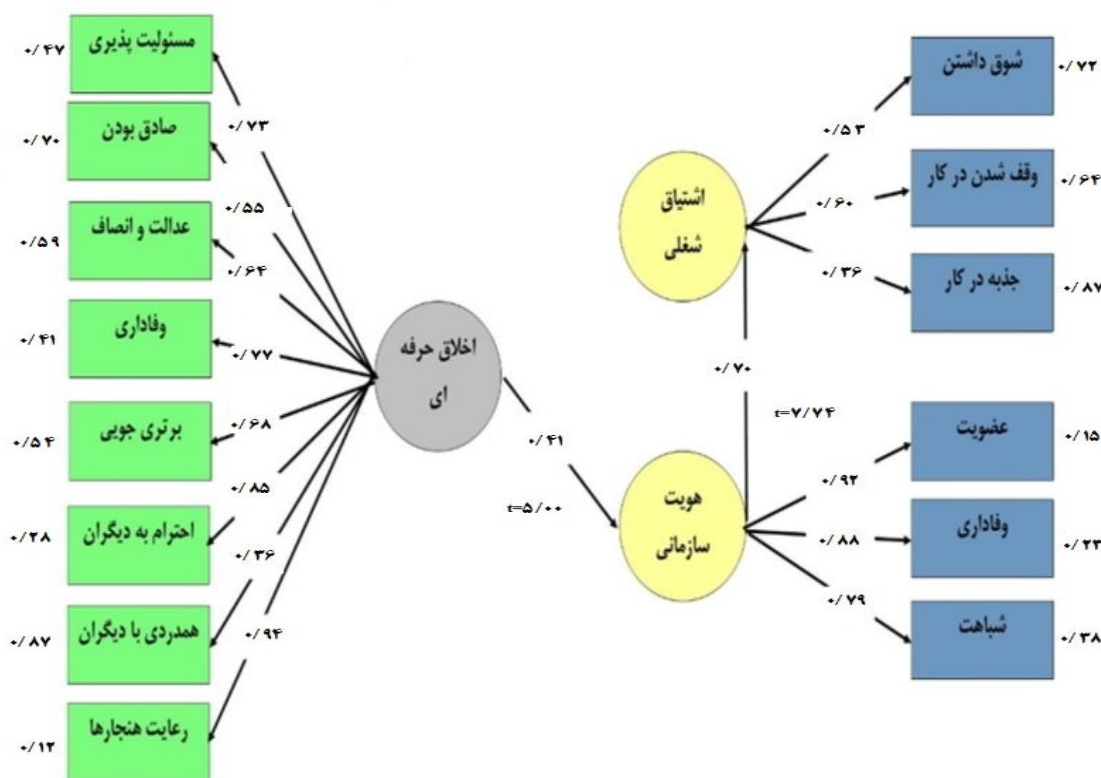 مسئولیت پذیری
۰/۴۷
۰/۷۳
صادق بودن
۰/۷۰
۰/۵۵
عدالت و انصاف
۰/۵۹
۰/۶۴
وفاداری
۰/۴۱
۰/۷۷
برتری جویی
۰/۵۴
۰/۶۸
احترام به دیگران
۰/۲۸
۰/۸۵
همدردی با دیگران
۰/۸۷
۰/۳۶
رعایت هنجارها
۰/۱۲
۰/۹۴
اخلاق حرفه
ای
۰/۴۱
t=۵/۰۰
اشتیاق
شغلی
۰/۷۰
t=۷/۷۴
هویت
سازمانی
شوق داشتن
۰/۷۲
۰/۵۳
وقف شدن در کار
۰/۶۴
۰/۶۰
جذبه در کار
۰/۸۷
۰/۳۶
عضویت
۰/۱۵
۰/۹۲
وفاداری
۰/۲۳
۰/۸۸
شباهت
۰/۳۸
۰/۷۹